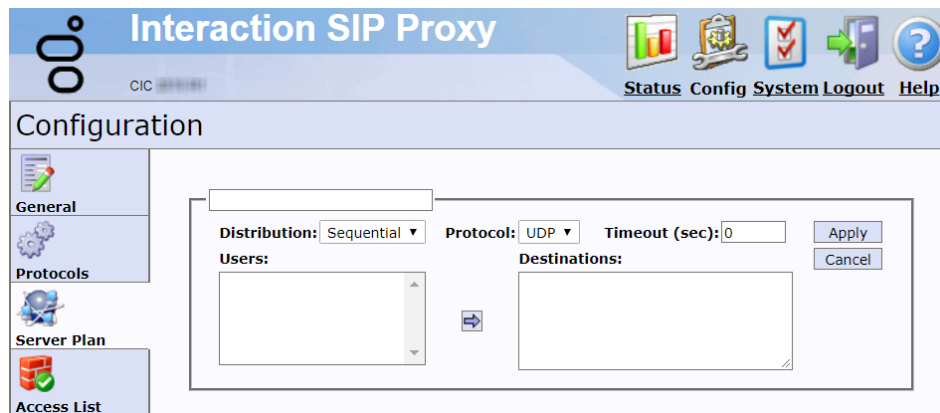 Interaction SIP Proxy
CIC
Status Config System Logout Help
Configuration
General
Protocols
Server Plan
Access List
Distribution: Sequential Protocol: UDP Timeout (sec): 0 Apply
Users: Destinations: Cancel